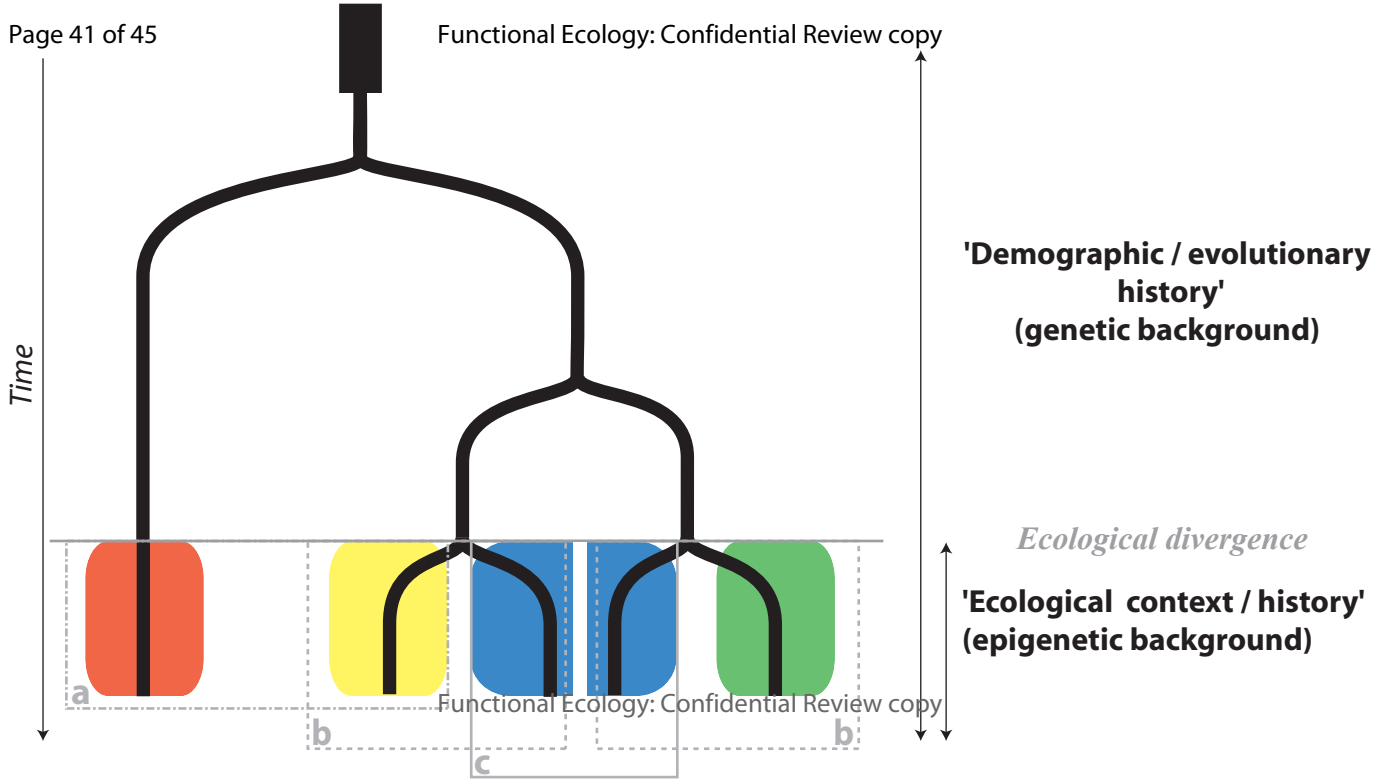 Page 41 of 45
Functional Ecology: Confidential Review copy
'Demographic / evolutionary
history'
(genetic background)
Time
Ecological divergence
'Ecological context / history'
(epigenetic background)
a
Functional Ecology: Confidential Review copy
b
b
c